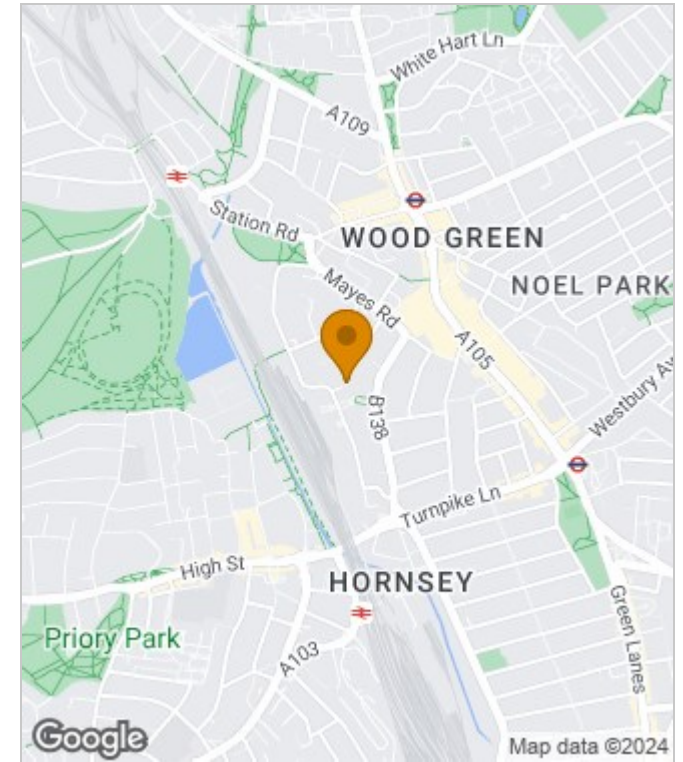 White Hart Ln
A109
Station Rd
WOOD GREEN
NOEL PARK
Mayes Rd
A105
B138
Westbury Av
Turnpike Ln
High St
HORNSEY
Priory Park
A103
Green Lanes
Google
Map data ©2024